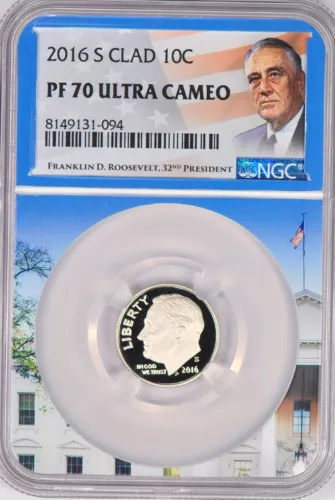 2016 S CLAD 10C
PF 70 ULTRA CAMEO
8149131-094
FRANKLIN D. ROOSEVELT, 32ND PRESIDENT
NGC
LIBERTY
IN GOD
WE TRUST
S
2016